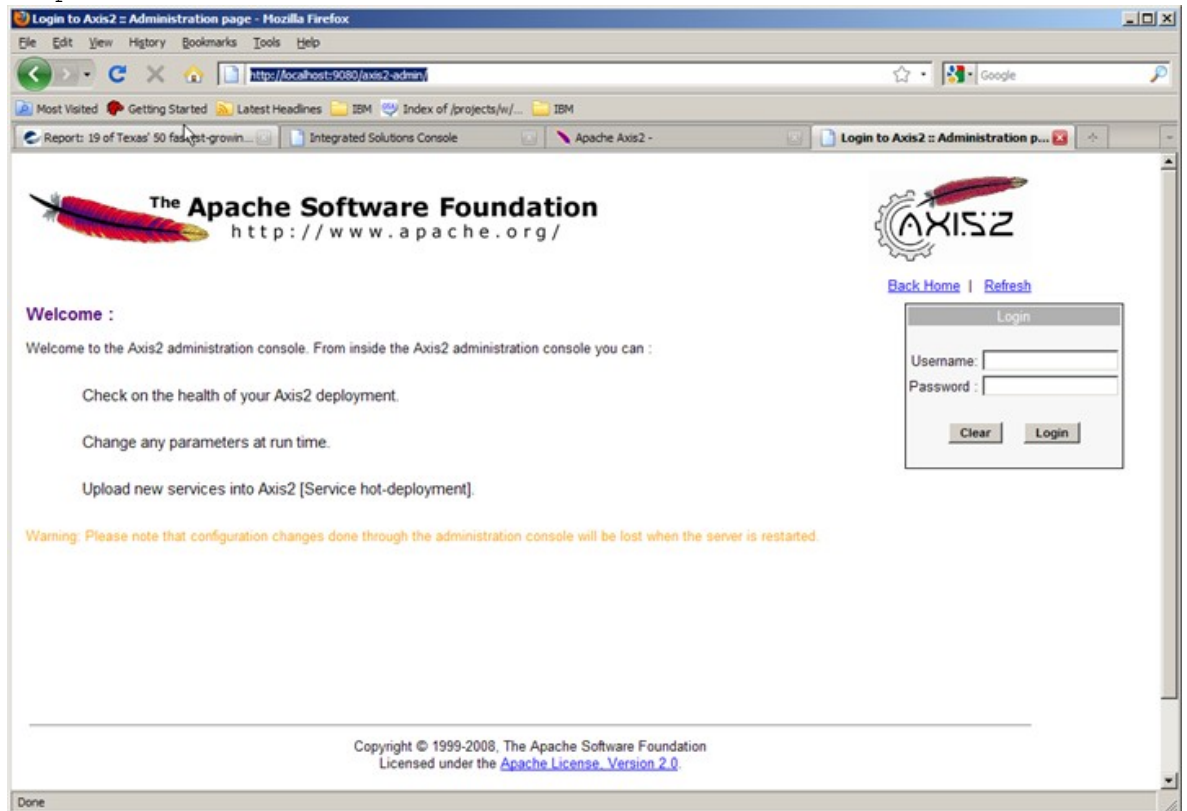 Login to Axis2 :: Administration page - Mozilla Firefox
File Edit View History Bookmarks Tools Help
http://localhost:9080/axis2-admin/
Google
Most Visited Getting Started Latest Headlines IBM Index of /projects/w/... IBM
Report: 19 of Texas' 50 fastest-growin... Integrated Solutions Console Apache Axis2 - Login to Axis2 :: Administration p...
The Apache Software Foundation
http://www.apache.org/
AXIS2
Back Home | Refresh
Welcome :
Login
Welcome to the Axis2 administration console. From inside the Axis2 administration console you can :
Username:
Password :
Check on the health of your Axis2 deployment.
Clear Login
Change any parameters at run time.
Upload new services into Axis2 [Service hot-deployment].
Warning: Please note that configuration changes done through the administration console will be lost when the server is restarted.
Copyright © 1999-2008, The Apache Software Foundation
Licensed under the Apache License, Version 2.0.
Done